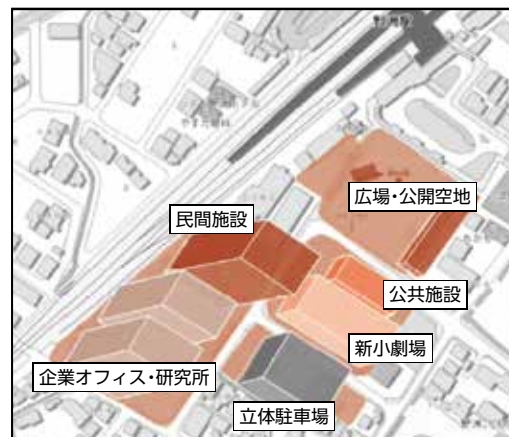 広場・公開空地
民間施設
公共施設
新小劇場
企業オフィス・研究所
立体駐車場